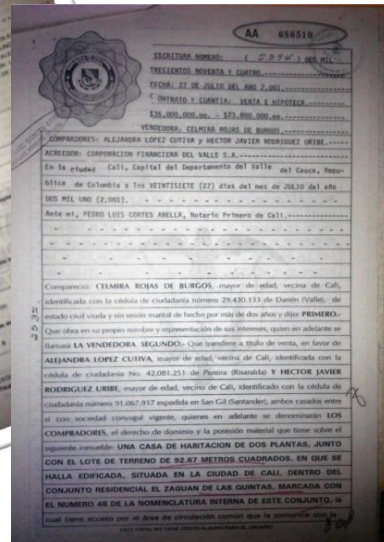 AA 686510
ESCRITURA NUMERO: ( 2394 ) DOS MIL
TRECIENTOS NOVENTA Y CUATRO.
FECHA: 27 DE JULIO DEL AÑO 2.001.
CONTRATO Y CUANTIA: VENTA E HIPOTECA.
$35.000.000.oo. - $73.800.000.oo.
VENDEDORA: CELMIRA ROJAS DE BURGOS.
COMPRADORES: ALEJANDRA LOPEZ CUTIVA y HECTOR JAVIER RODRIGUEZ URIBE.
ACREEDOR: CORPORACION FINANCIERA DEL VALLE S.A.
En la ciudad Cali, Capital del Departamento del Valle del Cauca, Repu-
blica de Colombia a los VEINTISIETE (27) días del mes de JULIO del año
DOS MIL UNO (2.001).
Ante mi, PEDRO LUIS CORTES ABELLA, Notario Primero de Cali.
Compareció: CELMIRA ROJAS DE BURGOS, mayor de edad, vecina de Cali,
identificada con la cédula de ciudadanía número 29.430.133 de Darién (Valle), de
estado civil viuda y sin unión marital de hecho por más de dos años y dijo: PRIMERO.-
Que obra en su propio nombre y representación de sus intereses, quien en adelante se
llamará LA VENDEDORA. SEGUNDO.- Que transfiere a título de venta, en favor de
ALEJANDRA LOPEZ CUTIVA, mayor de edad, vecina de Cali, identificada con la
cédula de ciudadanía No. 42.081.251 de Pereira (Risaralda) Y HECTOR JAVIER
RODRIGUEZ URIBE, mayor de edad, vecino de Cali, identificado con la cédula de
ciudadanía número 91.067.917 expedida en San Gil (Santander), ambos casados entre
sí con sociedad conyugal vigente, quienes en adelante se denominarán LOS
COMPRADORES, el derecho de dominio y la posesión material que tiene sobre el
siguiente inmueble: UNA CASA DE HABITACION DE DOS PLANTAS, JUNTO
CON EL LOTE DE TERRENO DE 92.67 METROS CUADRADOS, EN QUE SE
HALLA EDIFICADA, SITUADA EN LA CIUDAD DE CALI, DENTRO DEL
CONJUNTO RESIDENCIAL EL ZAGUAN DE LAS QUINTAS, MARCADA CON
EL NUMERO 48 DE LA NOMENCLATURA INTERNA DE ESTE CONJUNTO, la
cual tiene acceso por el área de circulación común que la comunica con la